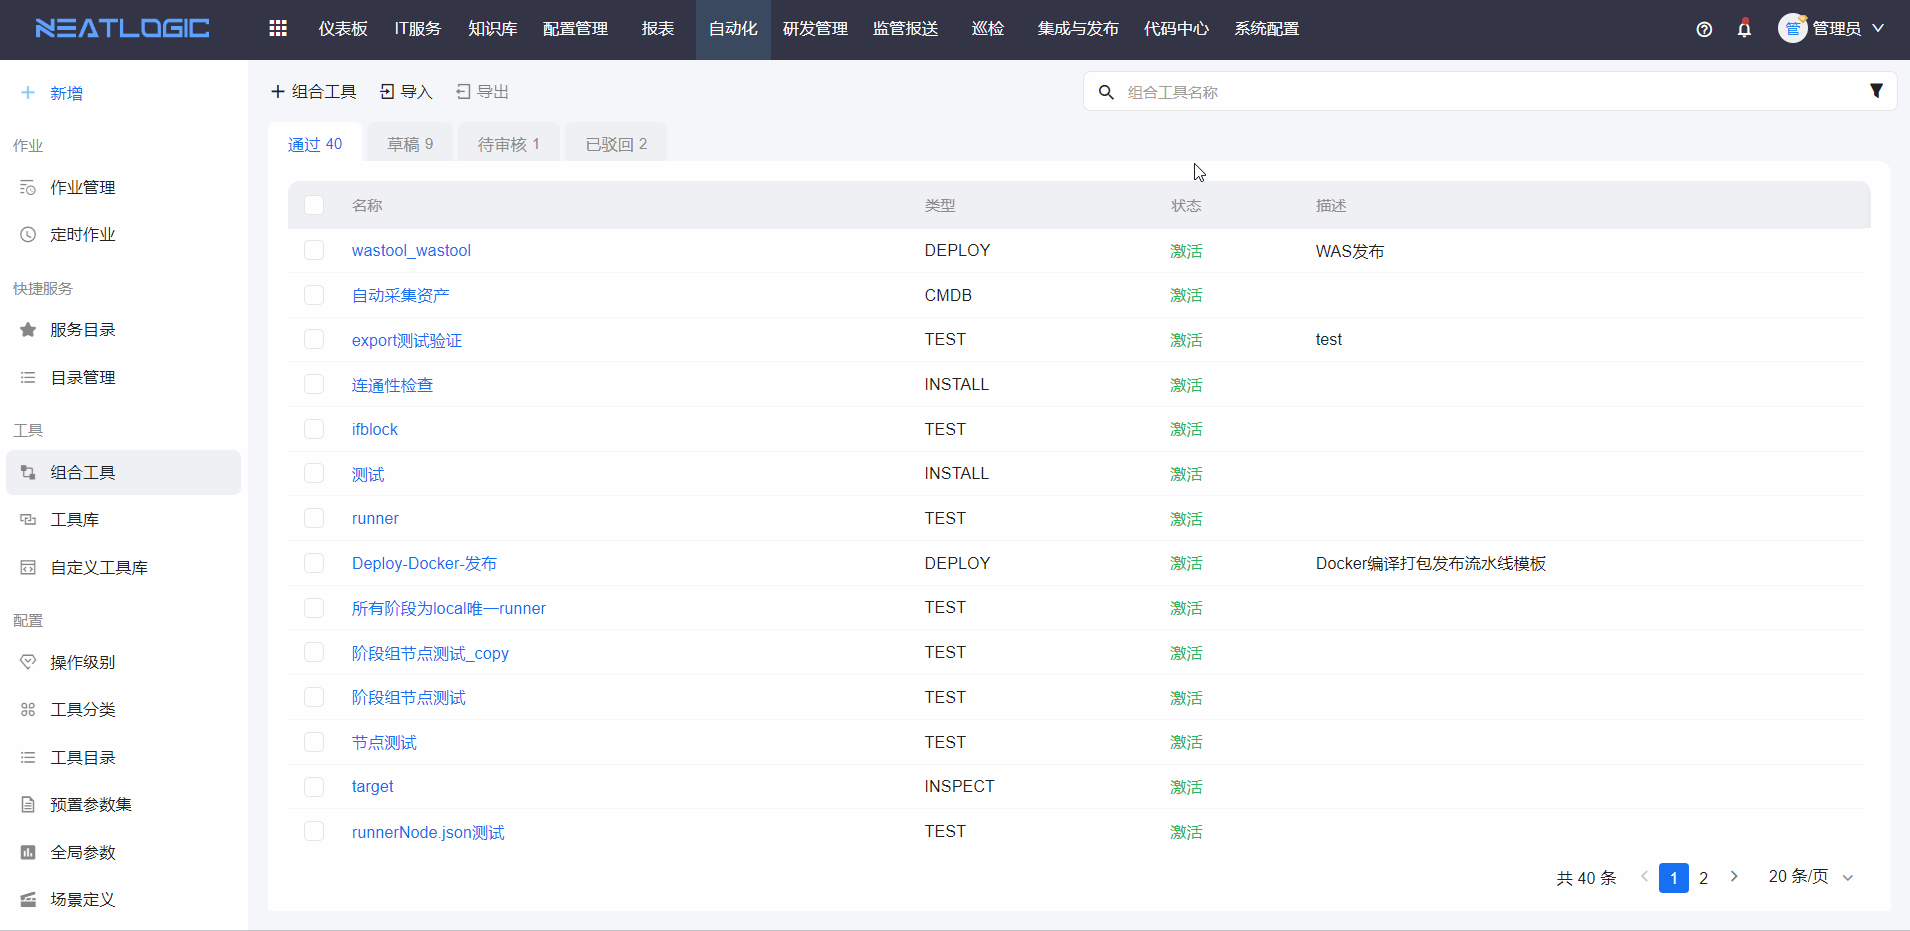 NEATLOGIC
仪表板 IT服务 知识库 配置管理 报表 自动化 研发管理 监管报送 巡检 集成与发布 代码中心 系统配置
管 管理员
新增
作业
作业管理
定时作业
快捷服务
服务目录
目录管理
工具
组合工具
工具库
自定义工具库
配置
操作级别
工具分类
工具目录
预置参数集
全局参数
场景定义
组合工具 导入 导出
组合工具名称
通过 40 草稿 9 待审核 1 已驳回 2
名称 类型 状态 描述
wastool_wastool DEPLOY 激活 WAS发布
自动采集资产 CMDB 激活
export测试验证 TEST 激活 test
连通性检查 INSTALL 激活
ifblock TEST 激活
测试 INSTALL 激活
runner TEST 激活
Deploy-Docker-发布 DEPLOY 激活 Docker编译打包发布流水线模板
所有阶段为local唯一runner TEST 激活
阶段组节点测试_copy TEST 激活
阶段组节点测试 TEST 激活
节点测试 TEST 激活
target INSPECT 激活
runnerNode.json测试 TEST 激活
共 40 条 1 2 20 条/页